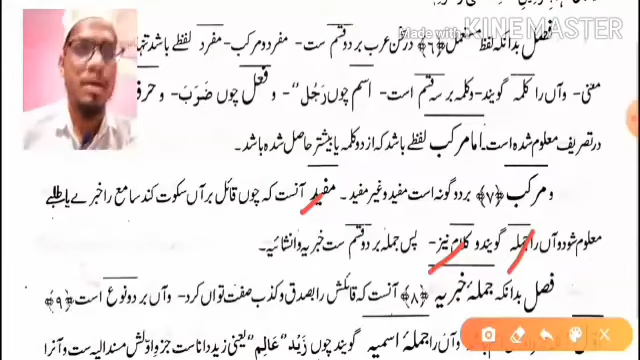 فصل بدانکہ لفظ مستعمل ﴿۶﴾ در سخن عرب بر دو قسم ست - مفرد و مرکب - مفرد لفظے باشد تنہا
Made with KINEMASTER
معنی - وآں را کلمہ گویند - وکلمہ بر سہ قسم است - اسم چوں رَجُلٌ" - و فعل چوں ضَرَبَ - و حرف
در تصریف معلوم شدہ است۔ اما مرکب لفظے باشد کہ از دو کلمہ یا بیشتر حاصل شدہ باشد۔
و مرکب ﴿۷﴾ بر دو گونہ است مفید و غیر مفید۔ مفید آنست کہ چوں قائل بر آں سکوت کند سامع را خبرے یا طلبے
معلوم شود و آں را جملہ گویند و کلام نیز - پس جملہ بر دو قسم ست خبریہ و انشائیہ۔
فصل بدانکہ جملۂ خبریہ ﴿۸﴾ آنست کہ قائلش را بصدق و کذب صفت تواں کرد - وآں بر دو نوع است ﴿۹﴾
وآں را جملۂ اسمیہ گویند چوں زَيْدٌ" عَالِمٌ" یعنی زید دانا ست جزو اوّلش مسند الیہ ست و آنرا